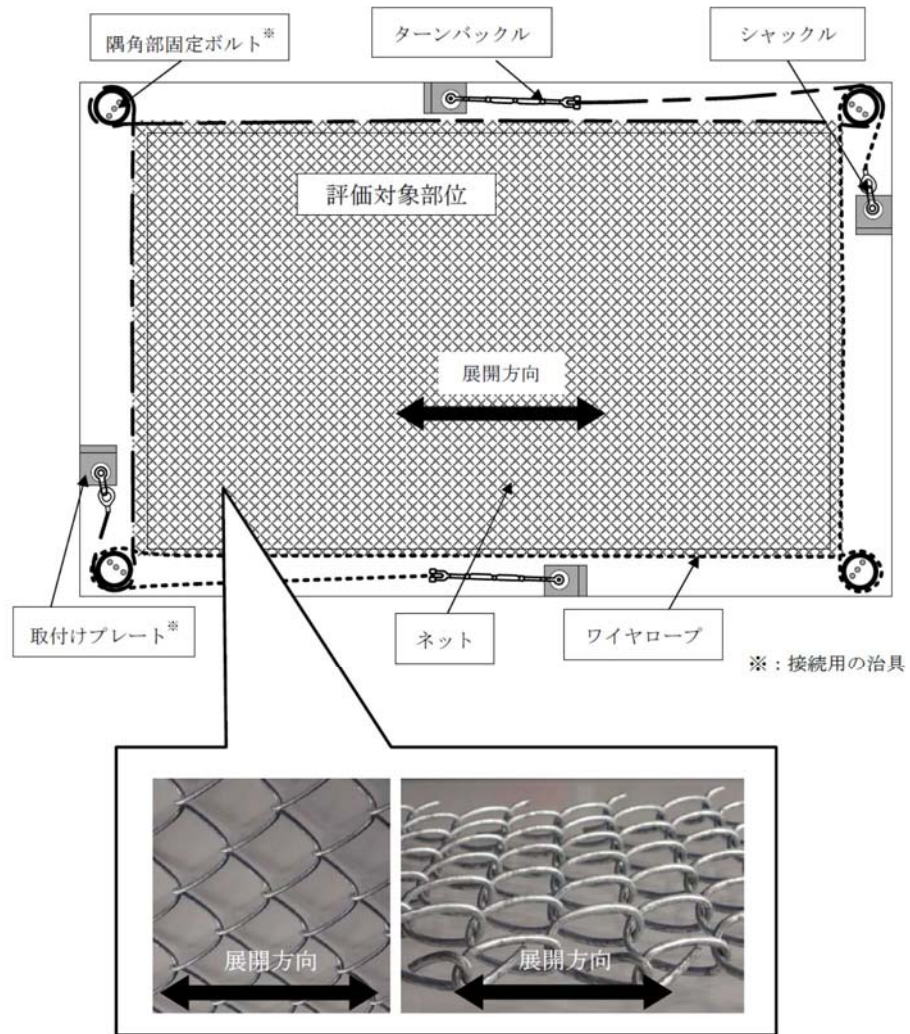 隅角部固定ボルト※
ターンバックル
シャックル
評価対象部位
展開方向
取付けプレート※
ネット
ワイヤロープ
※：接続用の治具
展開方向
展開方向